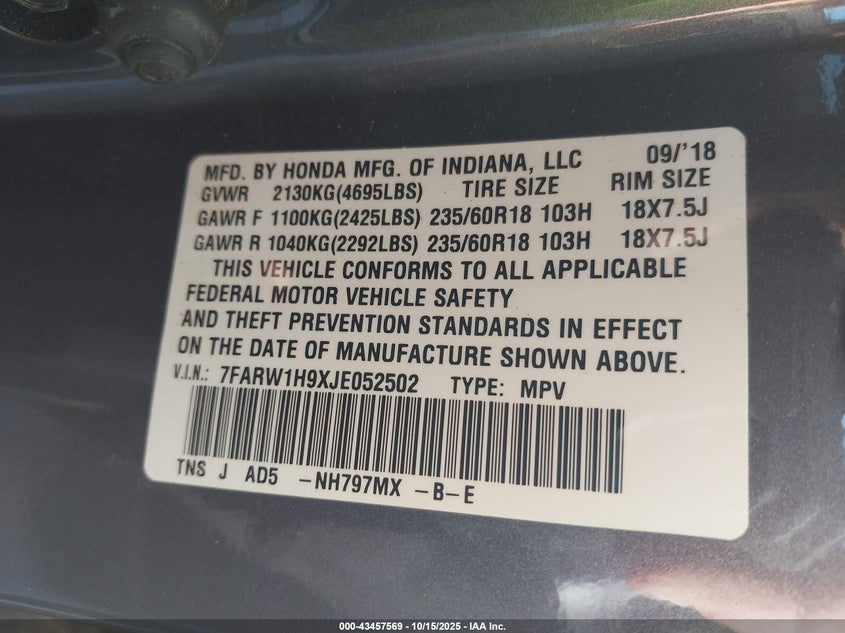 MFD. BY HONDA MFG. OF INDIANA, LLC 09/'18
GVWR 2130KG(4695LBS) TIRE SIZE RIM SIZE
GAWR F 1100KG(2425LBS) 235/60R18 103H 18X7.5J
GAWR R 1040KG(2292LBS) 235/60R18 103H 18X7.5J
THIS VEHICLE CONFORMS TO ALL APPLICABLE
FEDERAL MOTOR VEHICLE SAFETY
AND THEFT PREVENTION STANDARDS IN EFFECT
ON THE DATE OF MANUFACTURE SHOWN ABOVE.
V.I.N.: 7FARW1H9XJE052502 TYPE: MPV
TNS J AD5 -NH797MX -B-E
000-43457569 - 10/15/2025 - IAA Inc.